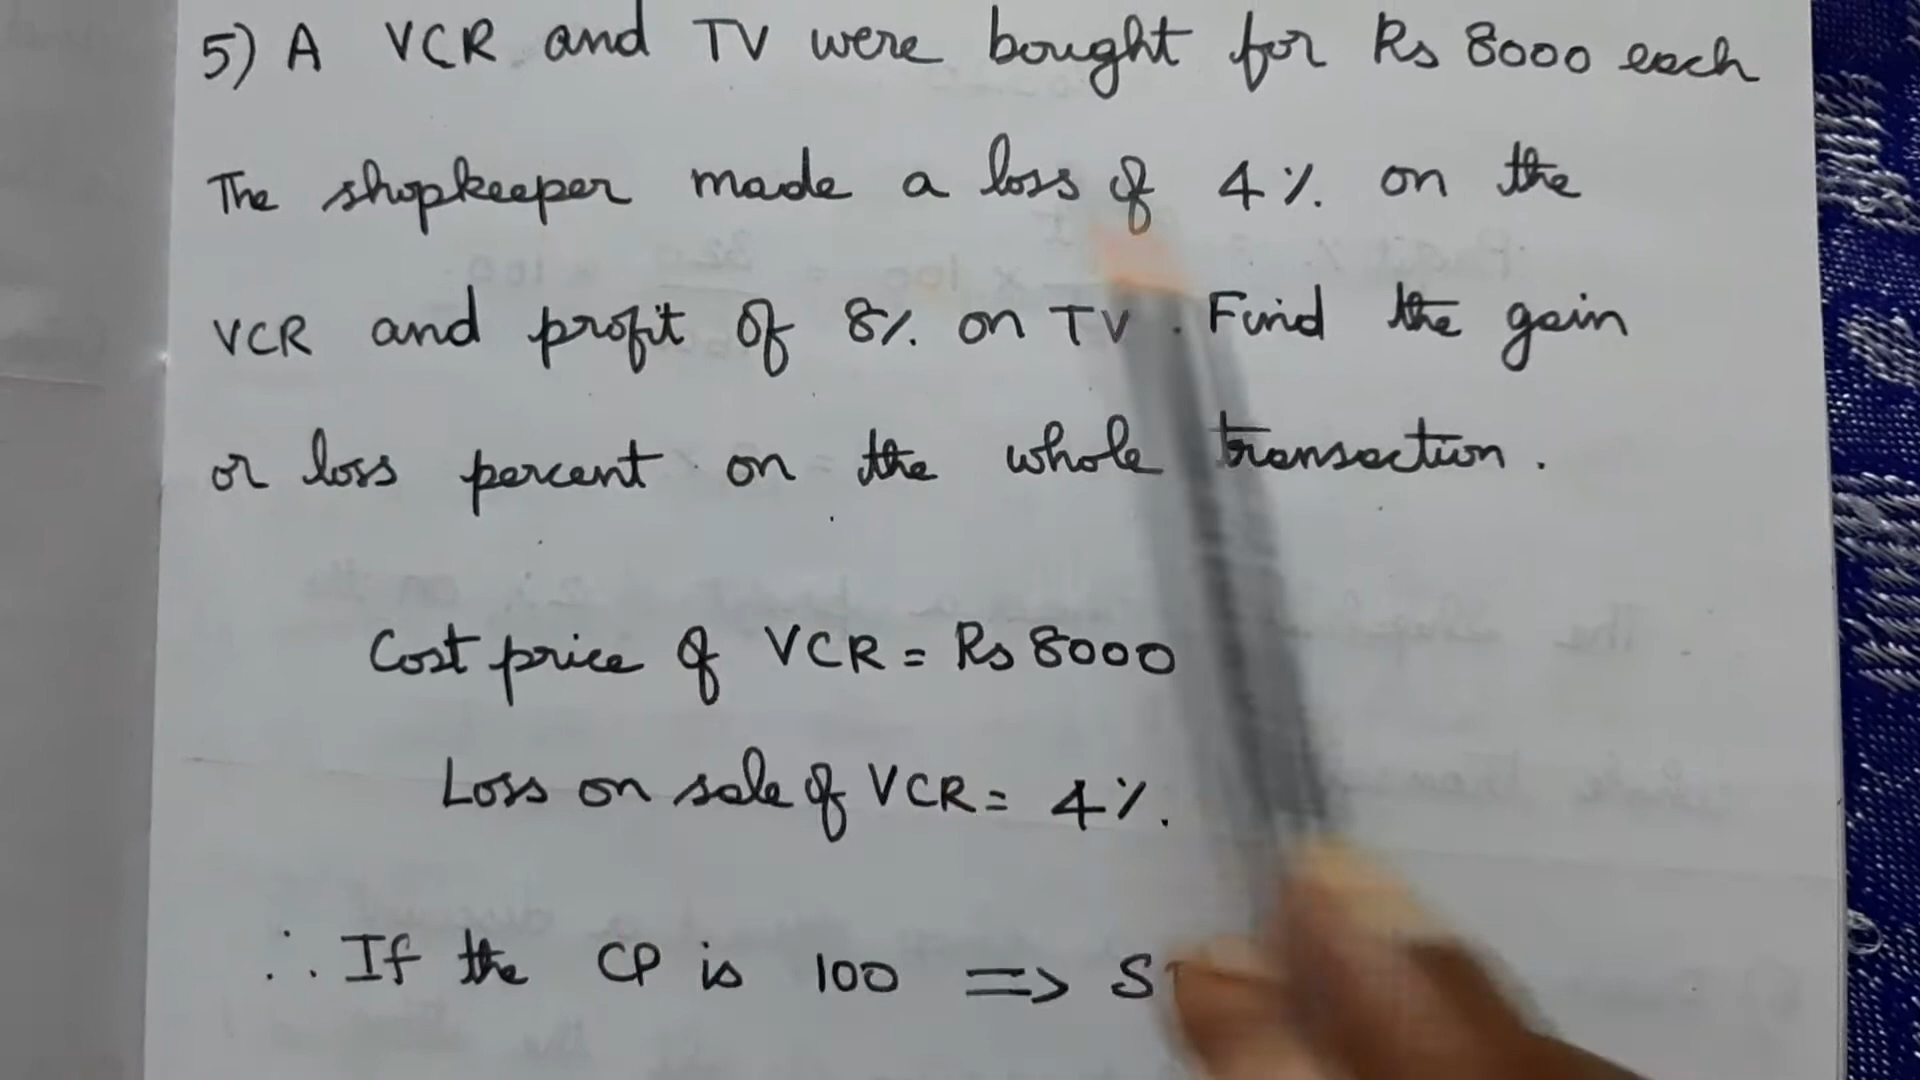 5) A VCR and TV were bought for Rs 8000 each
The shopkeeper made a loss of 4%. on the
VCR and profit of 8%. on TV. Find the gain
or loss percent on the whole transaction.
Cost price of VCR = Rs 8000
Loss on sale of VCR = 4%.
∴ If the CP is 100 => S